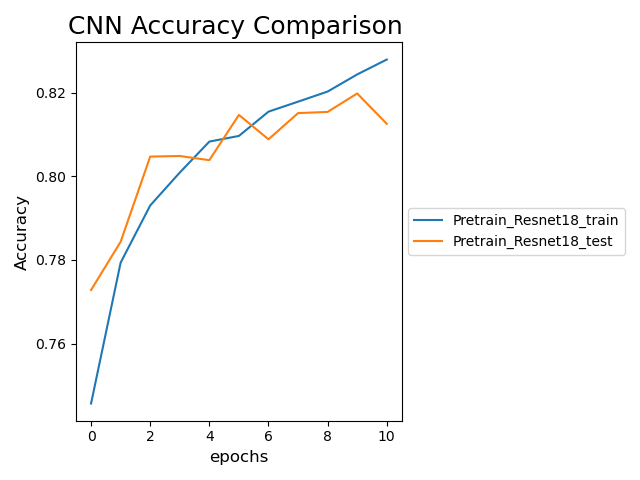 CNN Accuracy Comparison
Accuracy
0.82
0.80
0.78
0.76
0 2 4 6 8 10
epochs
Pretrain_Resnet18_train
Pretrain_Resnet18_test